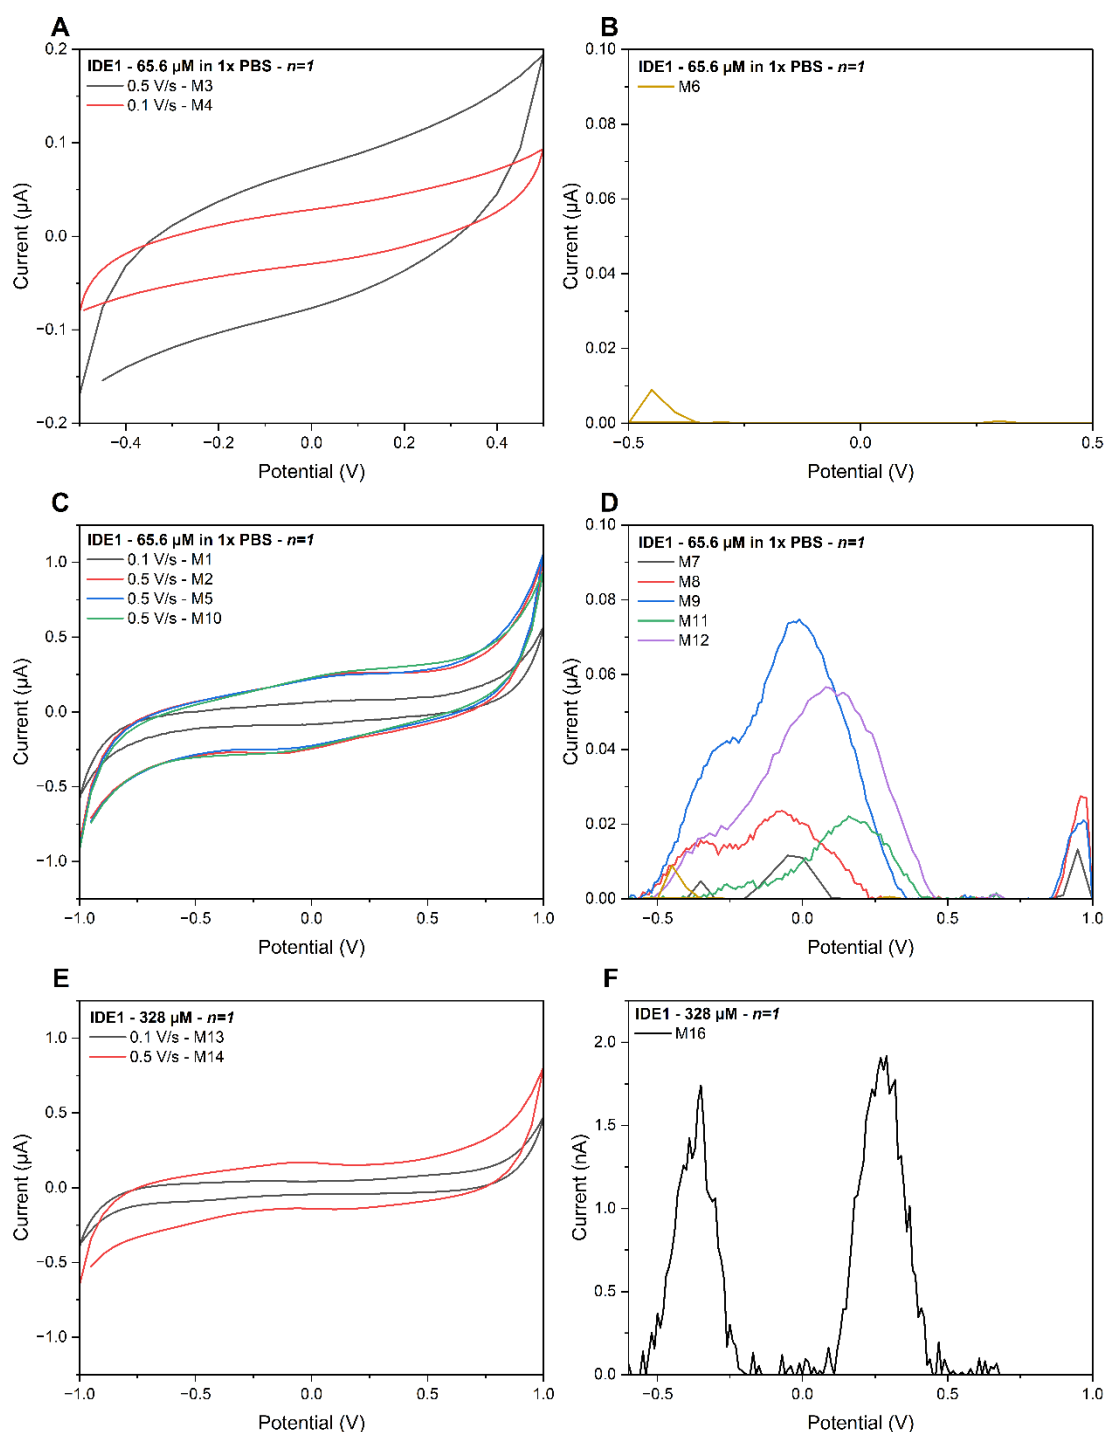 A
IDE1 - 65.6 µM in 1x PBS - n=1
0.5 V/s - M3
0.1 V/s - M4
0.2
0.1
0.0
−0.1
−0.2
Current (µA)
−0.4
−0.2
0.0
0.2
0.4
Potential (V)
B
IDE1 - 65.6 µM in 1x PBS - n=1
M6
0.10
0.08
0.06
0.04
0.02
0.00
Current (µA)
−0.5
0.0
0.5
Potential (V)
C
IDE1 - 65.6 µM in 1x PBS - n=1
0.1 V/s - M1
0.5 V/s - M2
0.5 V/s - M5
0.5 V/s - M10
1.0
0.5
0.0
−0.5
−1.0
Current (µA)
−1.0
−0.5
0.0
0.5
1.0
Potential (V)
D
IDE1 - 65.6 µM in 1x PBS - n=1
M7
M8
M9
M11
M12
0.10
0.08
0.06
0.04
0.02
0.00
Current (µA)
−0.5
0.0
0.5
1.0
Potential (V)
E
IDE1 - 328 µM - n=1
0.1 V/s - M13
0.5 V/s - M14
1.0
0.5
0.0
−0.5
−1.0
Current (µA)
−1.0
−0.5
0.0
0.5
1.0
Potential (V)
F
IDE1 - 328 µM - n=1
M16
2.0
1.5
1.0
0.5
0.0
Current (nA)
−0.5
0.0
0.5
1.0
Potential (V)